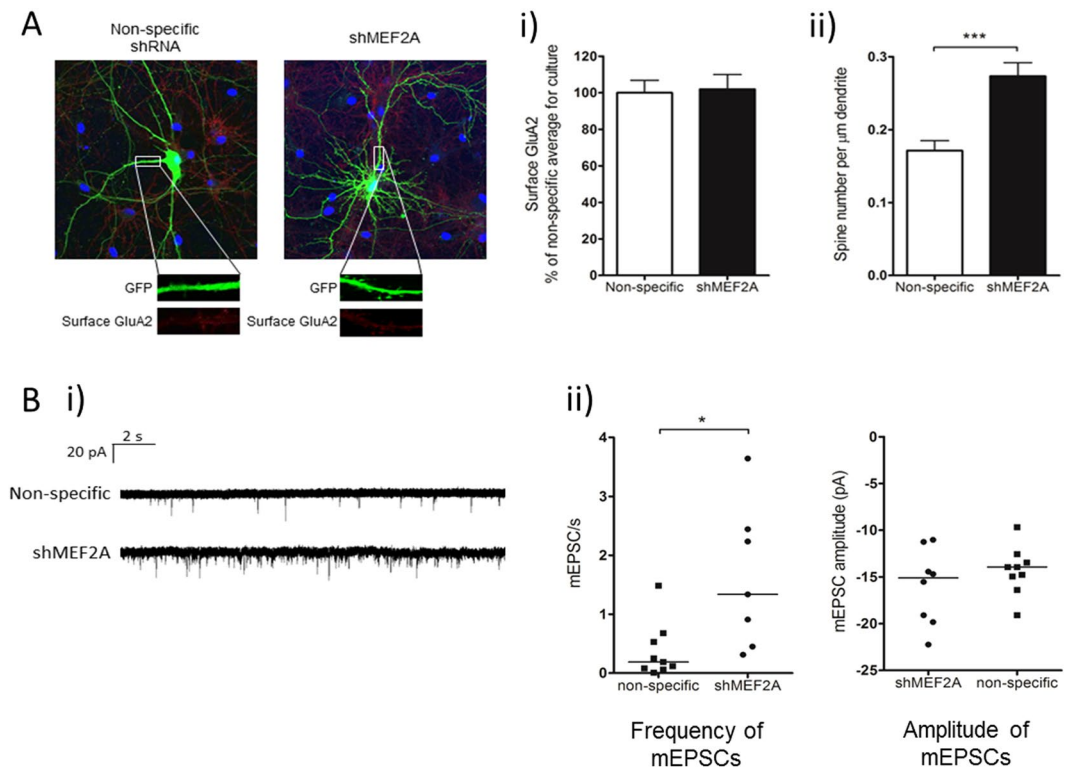 A
Non-specific
shRNA
shMEF2A
GFP
Surface GluA2
GFP
Surface GluA2
i)
Surface GluA2
% of non-specific average for culture
120
100
80
60
40
20
0
Non-specific
shMEF2A
ii)
***
Spine number per µm dendrite
0.3
0.2
0.1
0.0
Non-specific
shMEF2A
B
i)
2 s
20 pA
Non-specific
shMEF2A
ii)
*
mEPSC/s
4
3
2
1
0
non-specific
shMEF2A
Frequency of
mEPSCs
mEPSC amplitude (pA)
0
-5
-10
-15
-20
-25
shMEF2A
non-specific
Amplitude of
mEPSCs